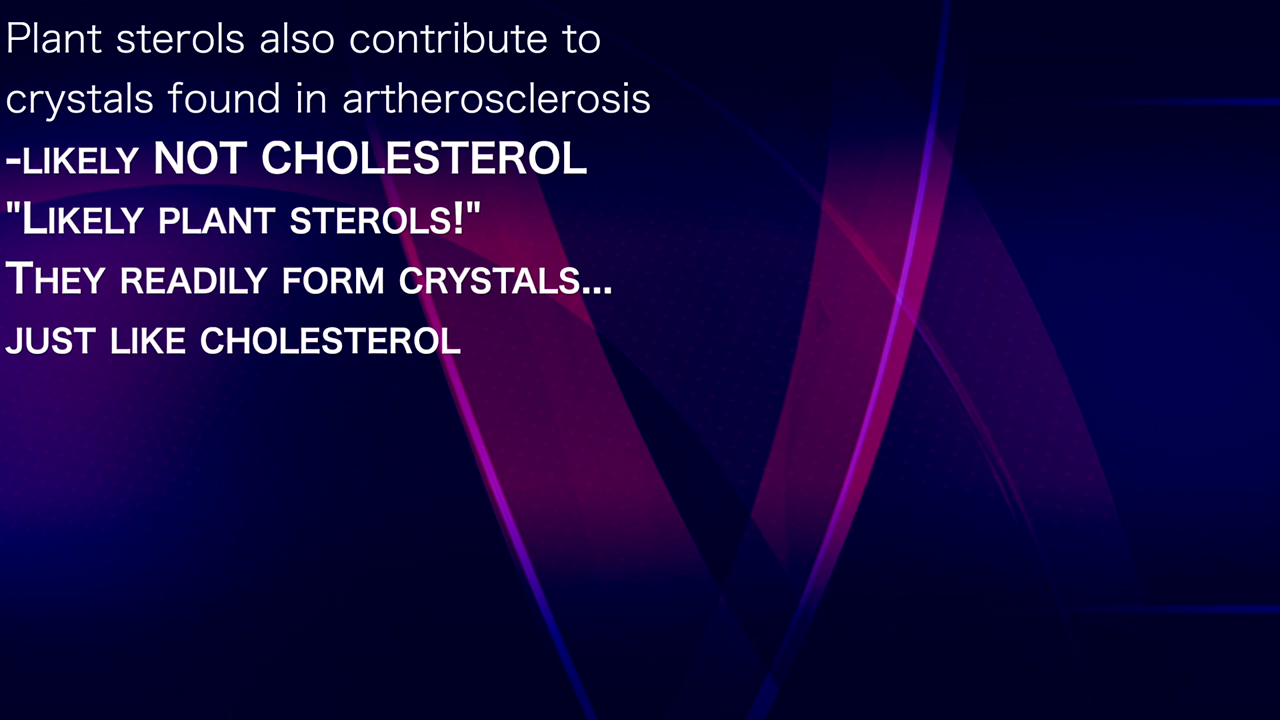 Plant sterols also contribute to
crystals found in artherosclerosis
-LIKELY NOT CHOLESTEROL
"LIKELY PLANT STEROLS!"
THEY READILY FORM CRYSTALS...
JUST LIKE CHOLESTEROL